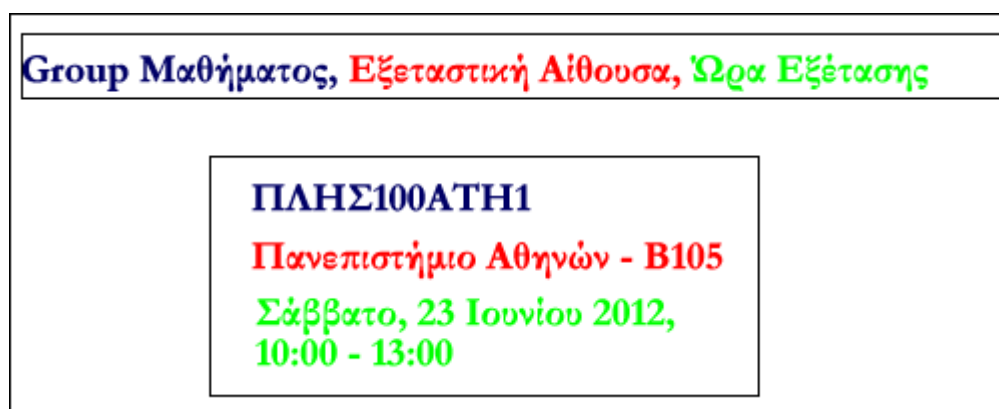 Group Μαθήματος, Εξεταστική Αίθουσα, Ώρα Εξέτασης
ΠΛΗΣ100ΑΤΗ1
Πανεπιστήμιο Αθηνών - Β105
Σάββατο, 23 Ιουνίου 2012,
10:00 - 13:00